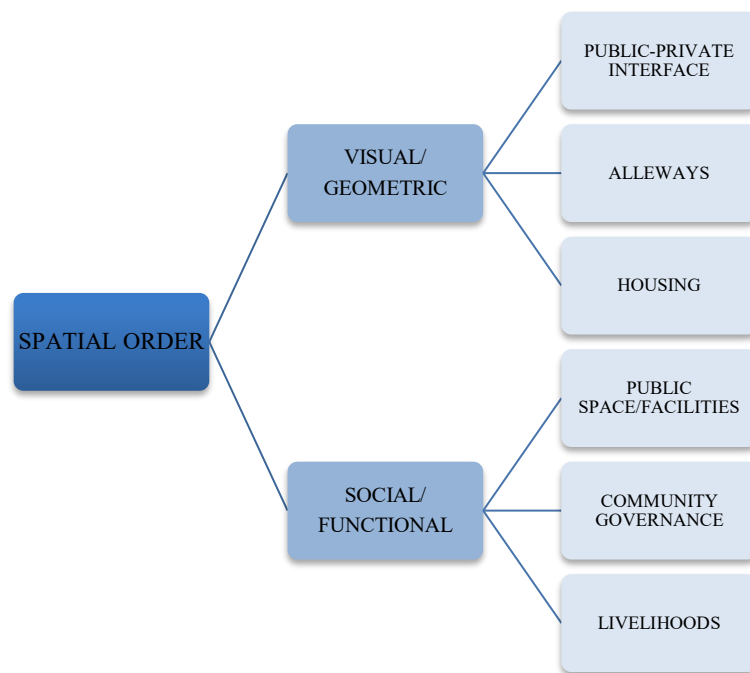 PUBLIC-PRIVATE
INTERFACE
VISUAL/
GEOMETRIC
ALLEWAYS
HOUSING
SPATIAL ORDER
PUBLIC
SPACE/FACILITIES
SOCIAL/
FUNCTIONAL
COMMUNITY
GOVERNANCE
LIVELIHOODS